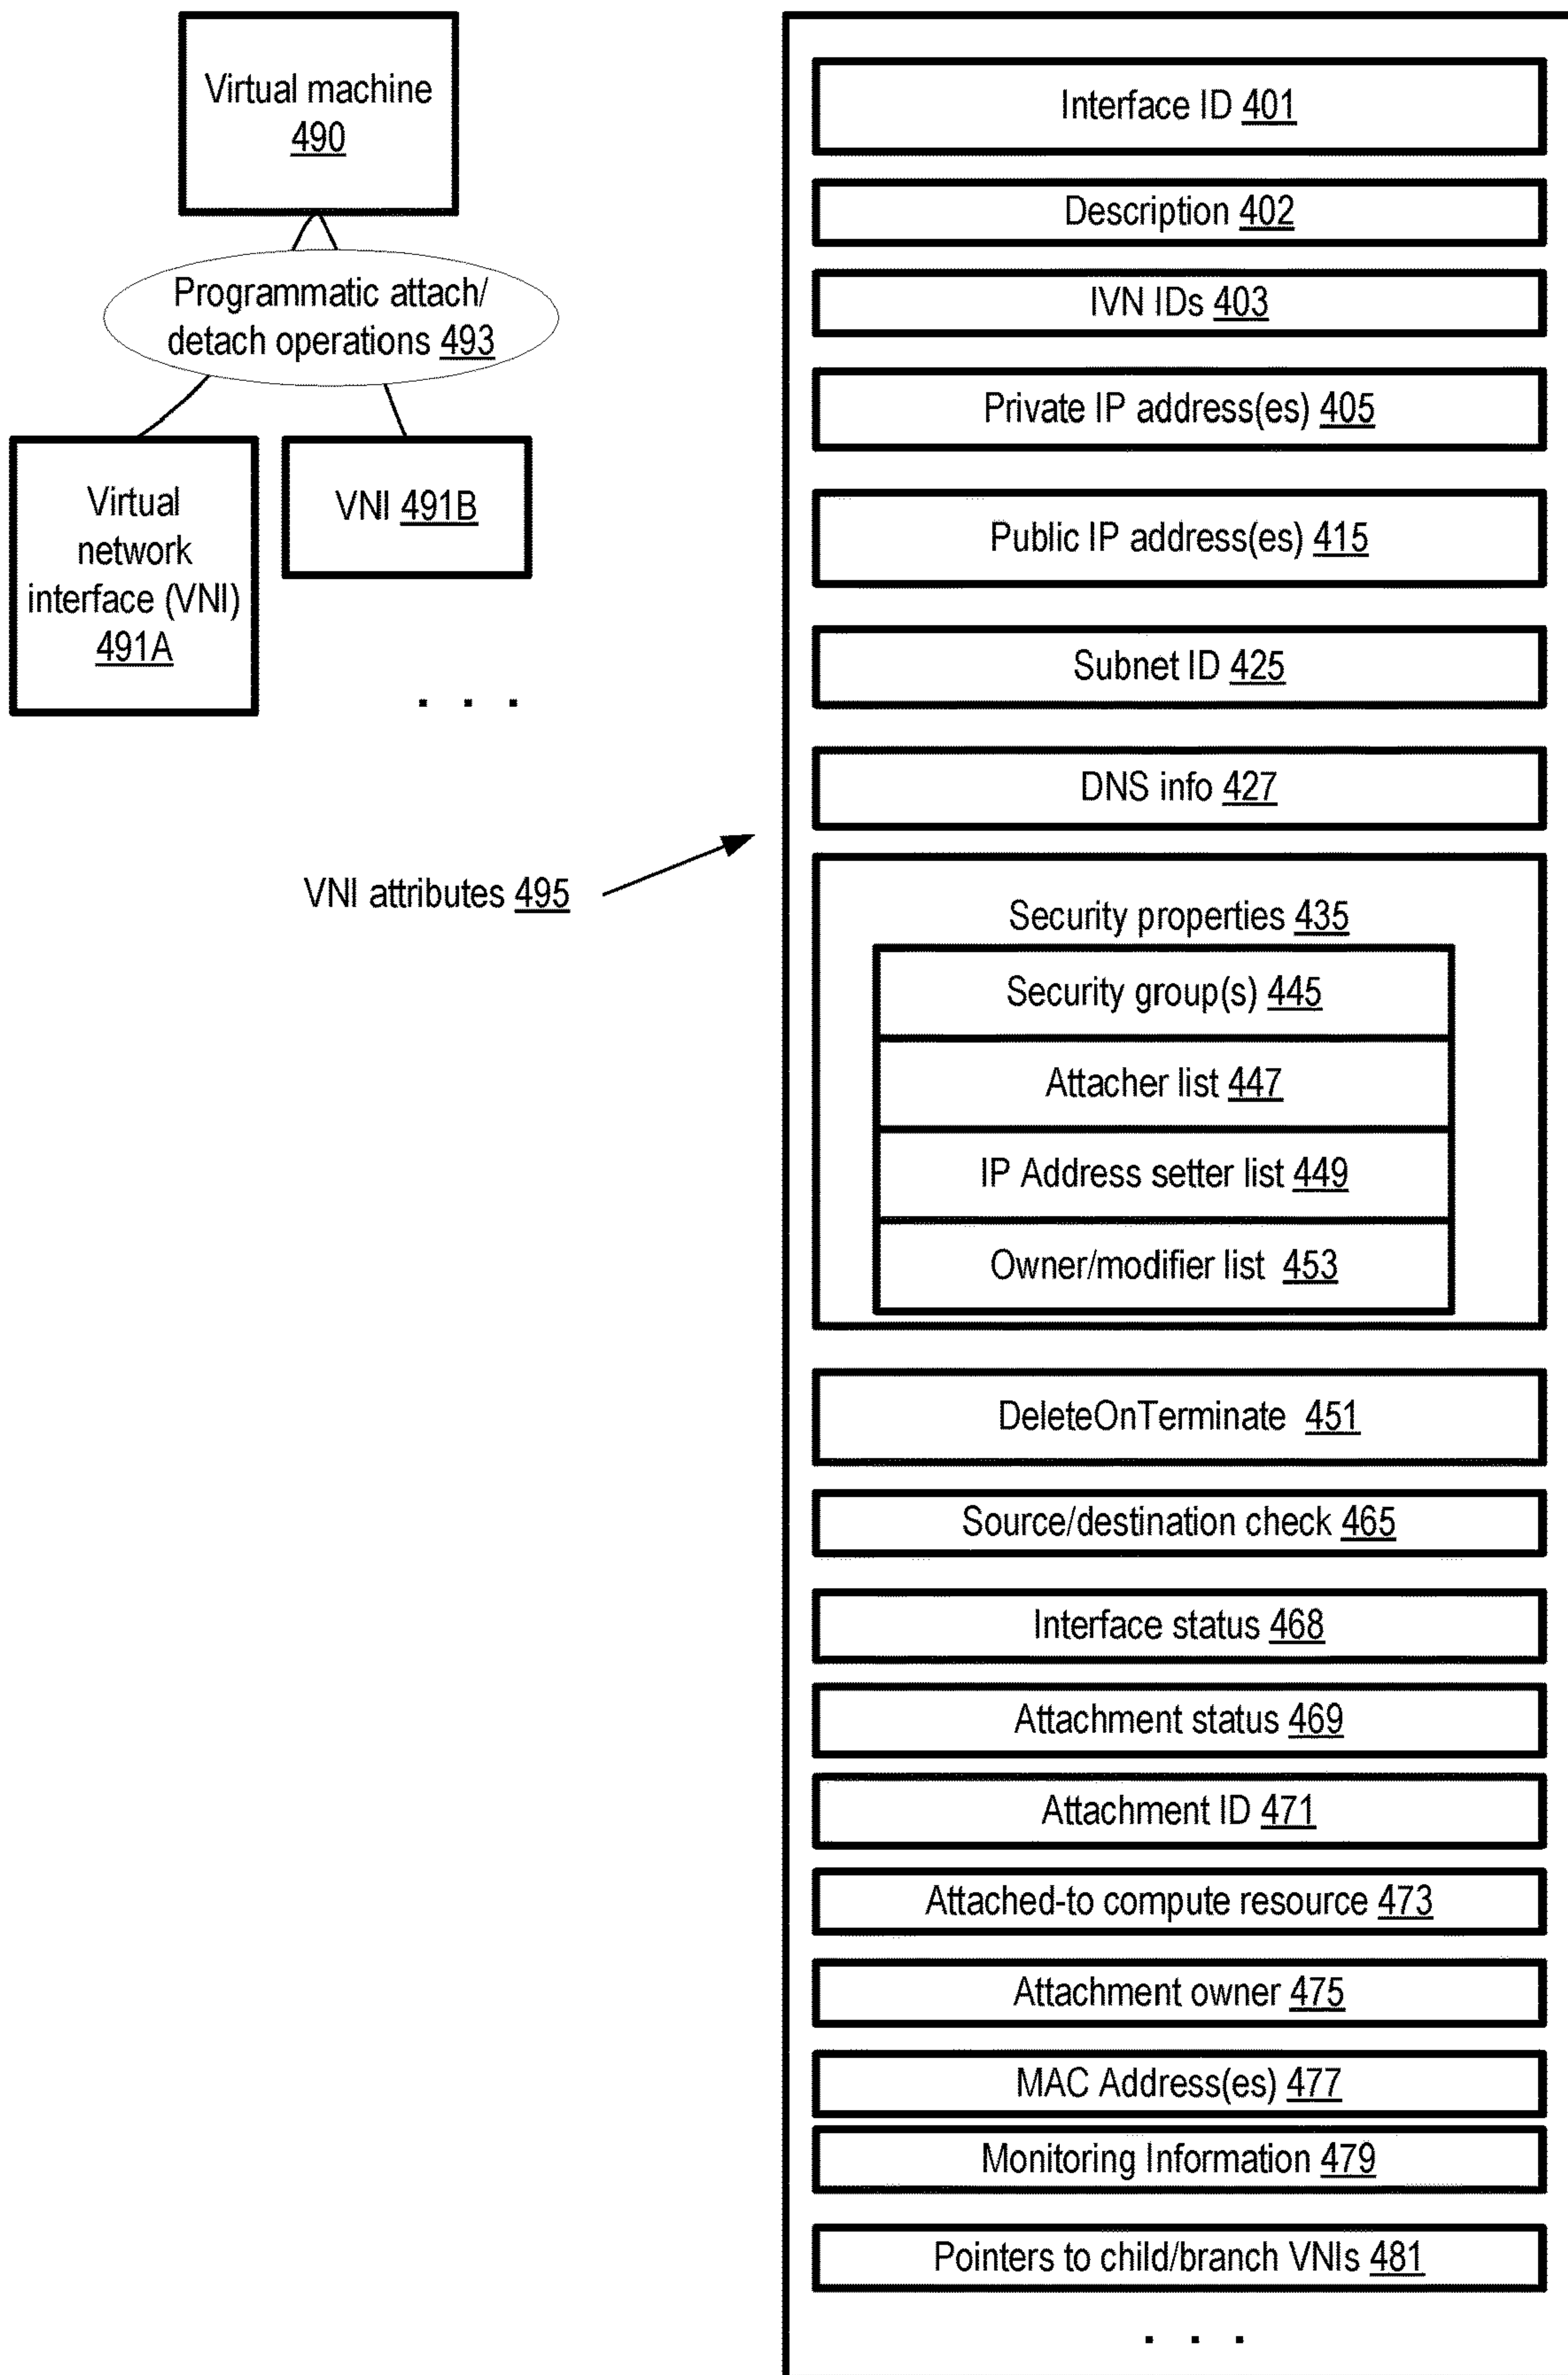 Virtual machine
490
Programmatic attach/
detach operations 493
Virtual
network
interface (VNI)
491A
VNI 491B
. . .
VNI attributes 495
Interface ID 401
Description 402
IVN IDs 403
Private IP address(es) 405
Public IP address(es) 415
Subnet ID 425
DNS info 427
Security properties 435
Security group(s) 445
Attacher list 447
IP Address setter list 449
Owner/modifier list 453
DeleteOnTerminate 451
Source/destination check 465
Interface status 468
Attachment status 469
Attachment ID 471
Attached-to compute resource 473
Attachment owner 475
MAC Address(es) 477
Monitoring Information 479
Pointers to child/branch VNIs 481
. . .